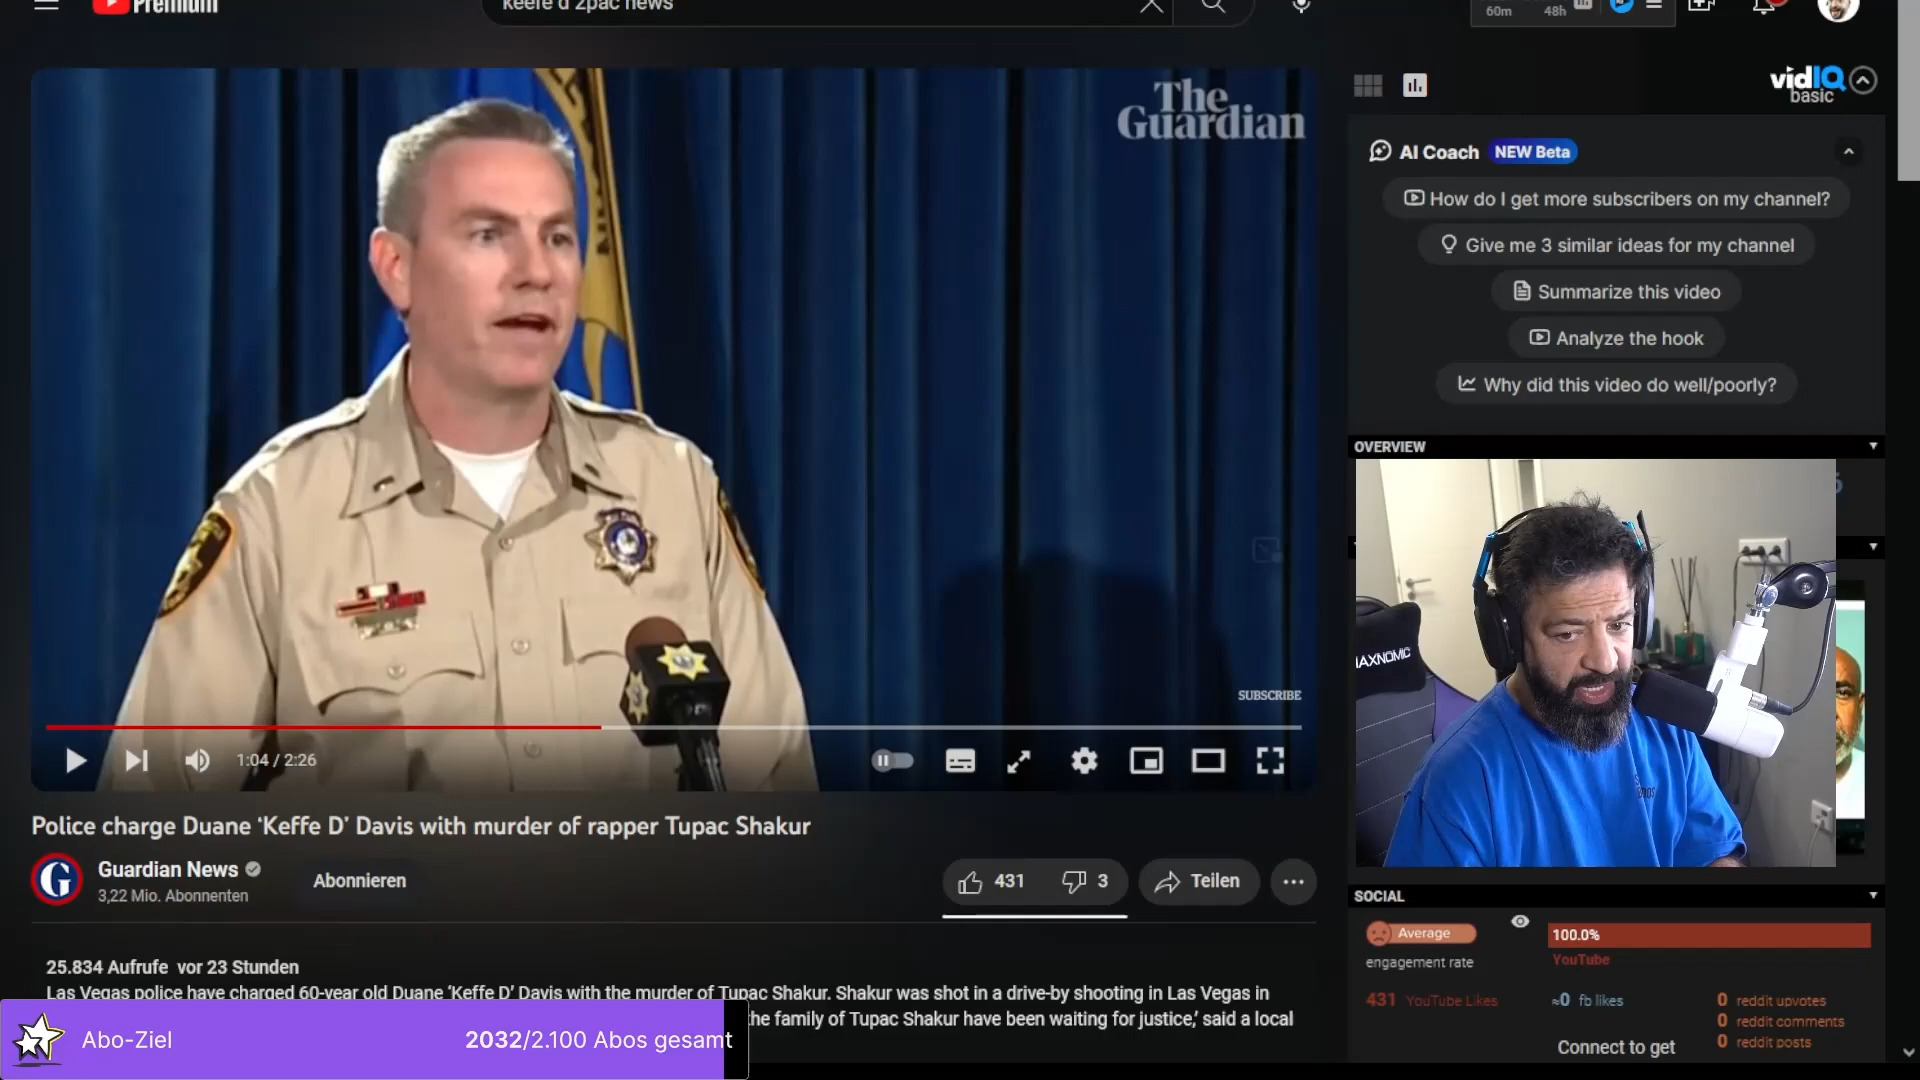 Premium
keefe d 2pac news
60m
48h
The
Guardian
SUBSCRIBE
1:04 / 2:26
Police charge Duane ‘Keffe D’ Davis with murder of rapper Tupac Shakur
G
Guardian News
3,22 Mio. Abonnenten
Abonnieren
431
3
Teilen
25.834 Aufrufe vor 23 Stunden
Las Vegas police have charged 60-year old Duane ‘Keffe D’ Davis with the murder of Tupac Shakur. Shakur was shot in a drive-by shooting in Las Vegas in
the family of Tupac Shakur have been waiting for justice,’ said a local
Abo-Ziel
2032/2.100 Abos gesamt
vidIQ
basic
AI Coach NEW Beta
How do I get more subscribers on my channel?
Give me 3 similar ideas for my channel
Summarize this video
Analyze the hook
Why did this video do well/poorly?
OVERVIEW
MAXNOMIC
SOCIAL
Average
engagement rate
100.0%
YouTube
431 YouTube Likes
≈0 fb likes
0 reddit upvotes
0 reddit comments
0 reddit posts
Connect to get